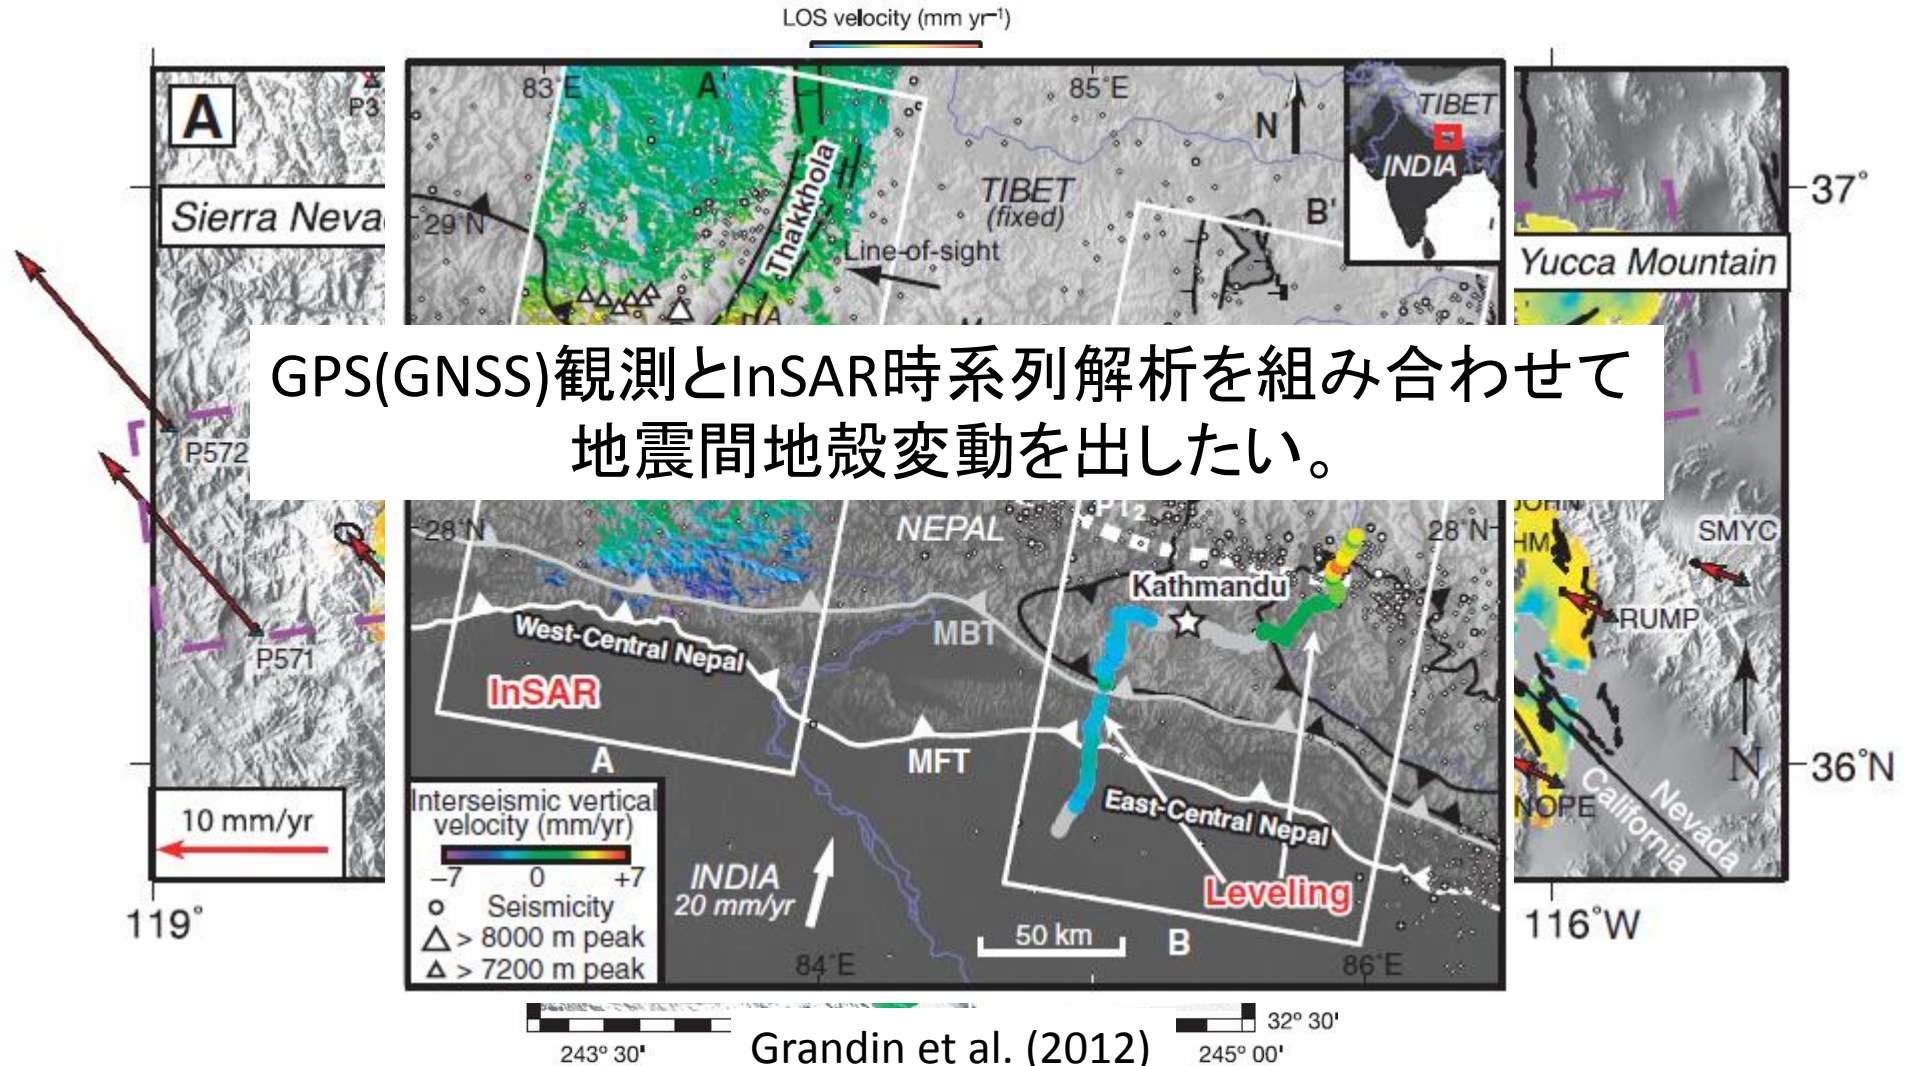 LOS velocity (mm yr⁻¹)
A
P3
Sierra Neva
83°E
A'
85°E
N
TIBET
INDIA
37°
29°N
Thakkhola
TIBET
(fixed)
B'
Line-of-sight
Yucca Mountain
GPS(GNSS)観測とInSAR時系列解析を組み合わせて
地震間地殻変動を出したい。
P572
28°N
NEPAL
PT₂
28°N
HM
SMYC
Kathmandu
MBT
West-Central Nepal
RUMP
P571
InSAR
A
MFT
N
36°N
Interseismic vertical
velocity (mm/yr)
−7 0 +7
Seismicity
> 8000 m peak
> 7200 m peak
East-Central Nepal
NOPE
California
Nevada
10 mm/yr
INDIA
20 mm/yr
Leveling
50 km
B
84°E
86°E
119°
116°W
32° 30'
243° 30'
Grandin et al. (2012)
245° 00'